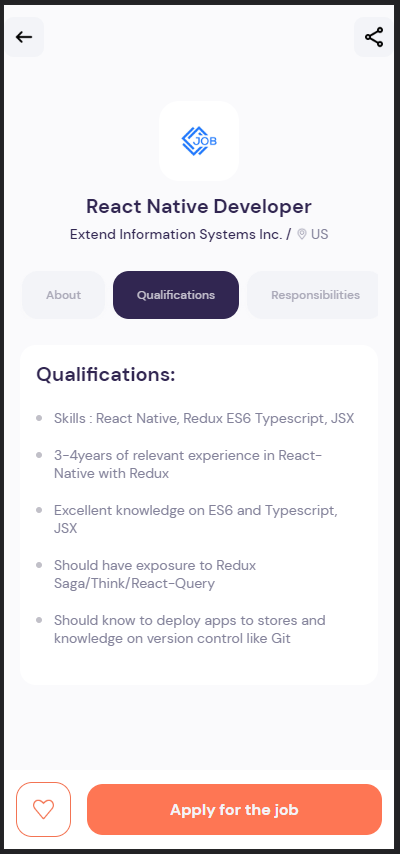 JOB
React Native Developer
Extend Information Systems Inc. / US
About
Qualifications
Responsibilities
Qualifications:
Skills : React Native, Redux ES6 Typescript, JSX
3-4years of relevant experience in React-
Native with Redux
Excellent knowledge on ES6 and Typescript,
JSX
Should have exposure to Redux
Saga/Think/React-Query
Should know to deploy apps to stores and
knowledge on version control like Git
Apply for the job